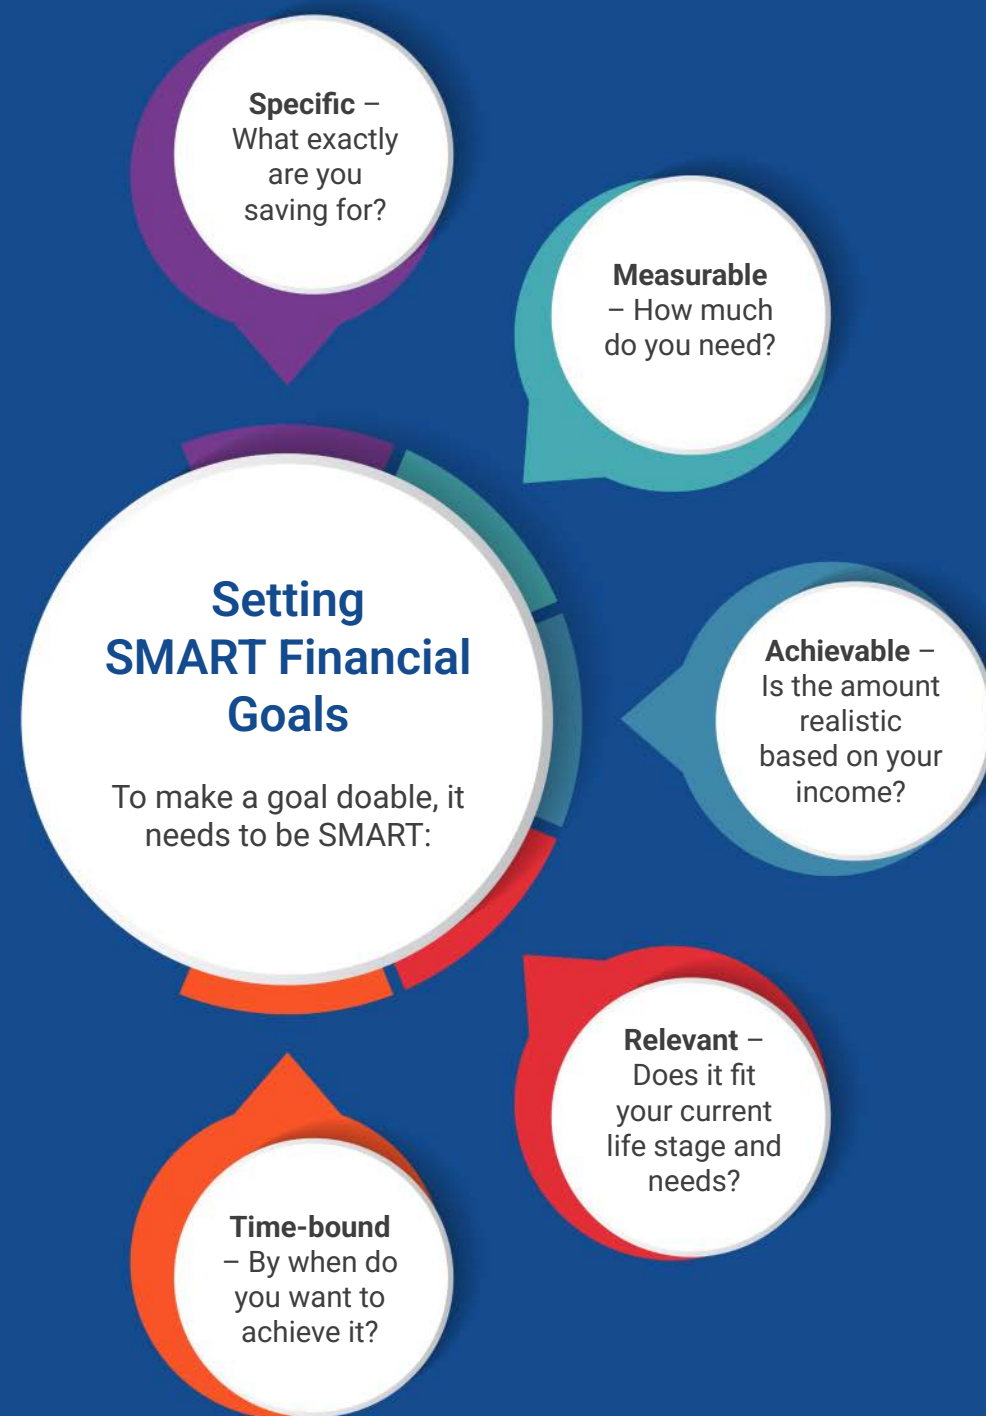 Specific –
What exactly
are you
saving for?
Measurable
– How much
do you need?
Setting
SMART Financial
Goals
To make a goal doable, it
needs to be SMART:
Achievable –
Is the amount
realistic
based on your
income?
Relevant –
Does it fit
your current
life stage and
needs?
Time-bound
– By when do
you want to
achieve it?